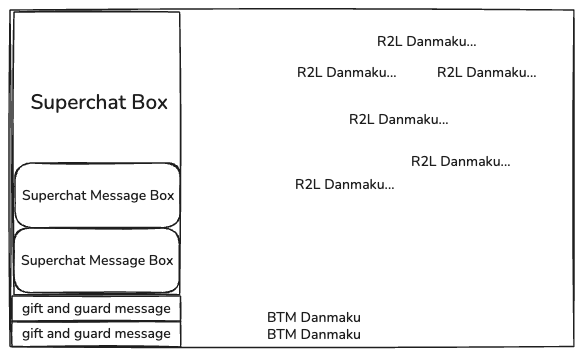 R2L Danmaku...
R2L Danmaku... R2L Danmaku...
Superchat Box
R2L Danmaku...
R2L Danmaku...
R2L Danmaku...
Superchat Message Box
Superchat Message Box
gift and guard message
BTM Danmaku
gift and guard message
BTM Danmaku